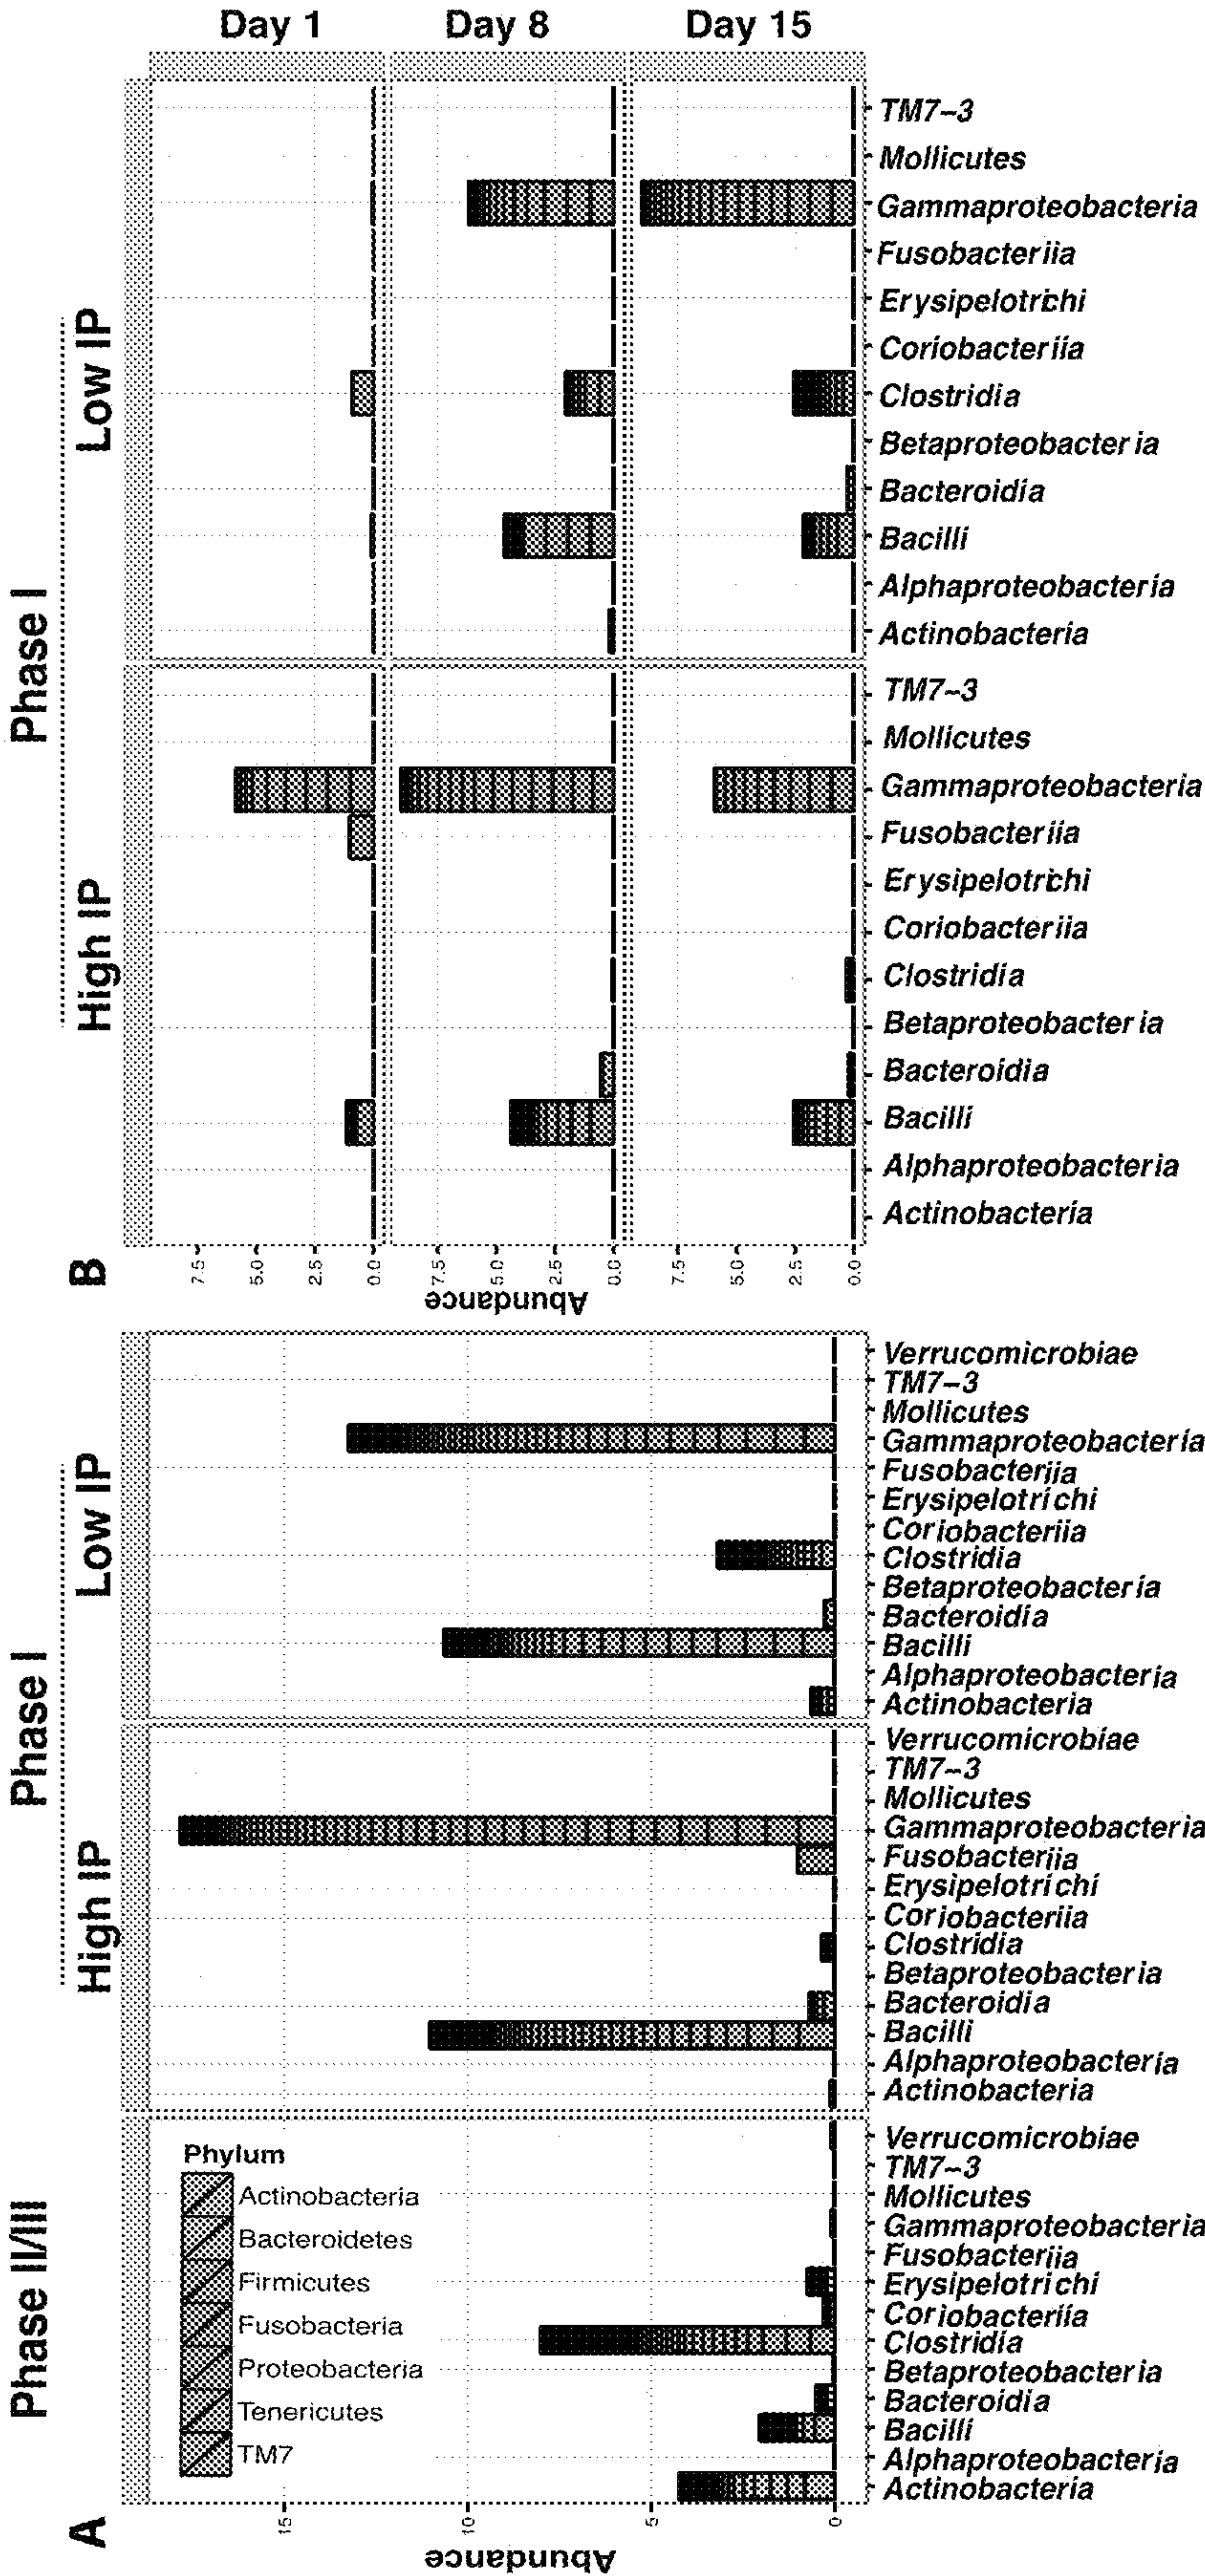 A
Phase II/III
Phase I
High IP
Low IP
Abundance
15
10
5
0
Phylum
Actinobacteria
Bacteroidetes
Firmicutes
Fusobacteria
Proteobacteria
Tenericutes
TM7
Actinobacteria
Alphaproteobacteria
Bacilli
Bacteroidia
Betaproteobacteria
Clostridia
Coriobacteriia
Erysipelotrichi
Fusobacteriia
Gammaproteobacteria
Mollicutes
TM7-3
Verrucomicrobiae
Actinobacteria
Alphaproteobacteria
Bacilli
Bacteroidia
Betaproteobacteria
Clostridia
Coriobacteriia
Erysipelotrichi
Fusobacteriia
Gammaproteobacteria
Mollicutes
TM7-3
Verrucomicrobiae
Actinobacteria
Alphaproteobacteria
Bacilli
Bacteroidia
Betaproteobacteria
Clostridia
Coriobacteriia
Erysipelotrichi
Fusobacteriia
Gammaproteobacteria
Mollicutes
TM7-3
Verrucomicrobiae
B
Phase I
High IP
Low IP
Abundance
7.5
5.0
2.5
0.0
Day 1
7.5
5.0
2.5
0.0
Day 8
7.5
5.0
2.5
0.0
Day 15
Actinobacteria
Alphaproteobacteria
Bacilli
Bacteroidia
Betaproteobacteria
Clostridia
Coriobacteriia
Erysipelotrichi
Fusobacteriia
Gammaproteobacteria
Mollicutes
TM7-3
Actinobacteria
Alphaproteobacteria
Bacilli
Bacteroidia
Betaproteobacteria
Clostridia
Coriobacteriia
Erysipelotrichi
Fusobacteriia
Gammaproteobacteria
Mollicutes
TM7-3